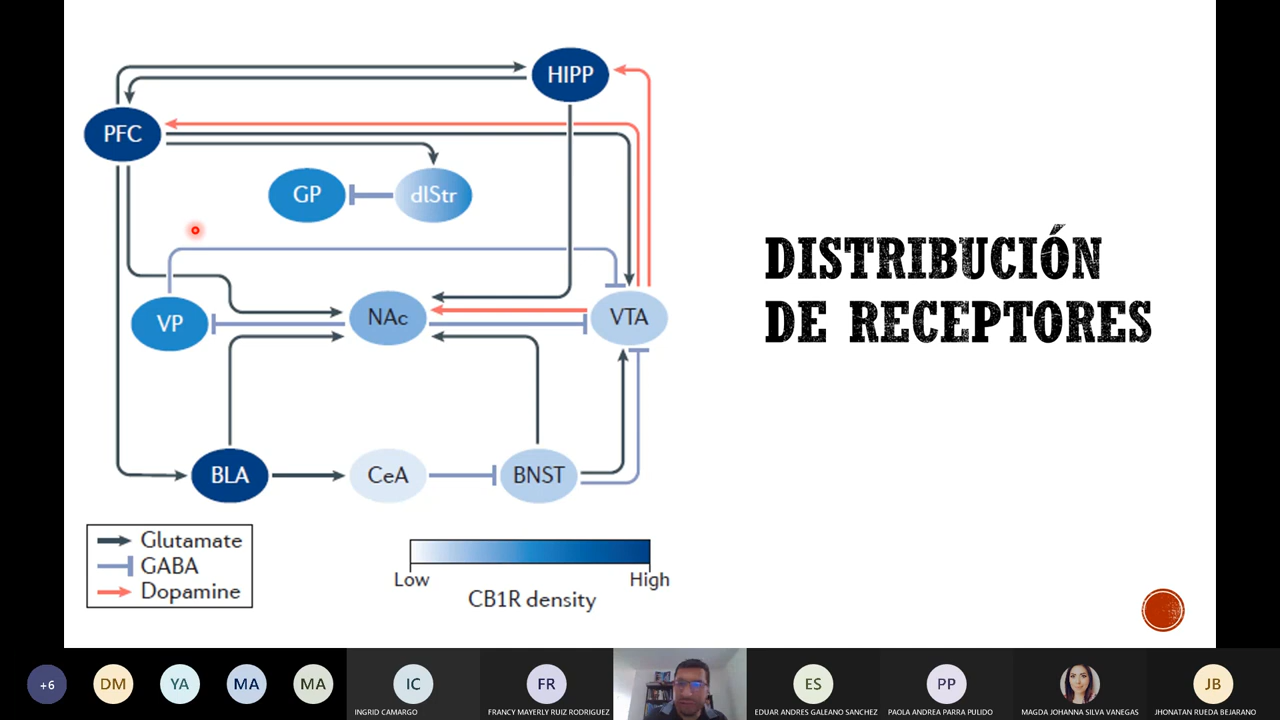 HIPP
PFC
GP
dlStr
DISTRIBUCIÓN
DE RECEPTORES
VP
NAc
VTA
BLA
CeA
BNST
Glutamate
GABA
Dopamine
Low
High
CB1R density
+6
DM
YA
MA
MA
IC
INGRID CAMARGO
FR
FRANCY MAYERLY RUIZ RODRIGUEZ
ES
EDUAR ANDRES GALEANO SANCHEZ
PP
PAOLA ANDREA PARRA PULIDO
MAGDA JOHANNA SILVA VANEGAS
JB
JHONATAN RUEDA BEJARANO